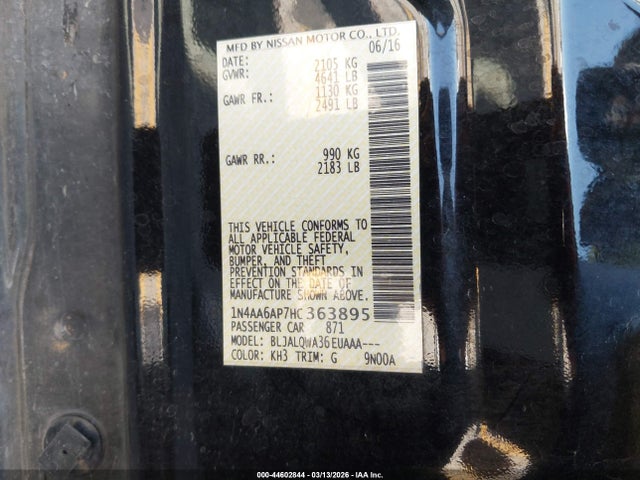 MFD BY NISSAN MOTOR CO., LTD.
DATE: 06/16
GVWR: 2105 KG
4641 LB
GAWR FR.: 1130 KG
2491 LB
GAWR RR.: 990 KG
2183 LB
THIS VEHICLE CONFORMS TO
ALL APPLICABLE FEDERAL
MOTOR VEHICLE SAFETY,
BUMPER, AND THEFT
PREVENTION STANDARDS IN
EFFECT ON THE DATE OF
MANUFACTURE SHOWN ABOVE.
1N4AA6AP7HC363895
PASSENGER CAR 871
MODEL: BLJALQWA36EUAAA---
COLOR: KH3 TRIM: G 9N00A
000-44602844 | 03/13/2026 | IAA Inc.